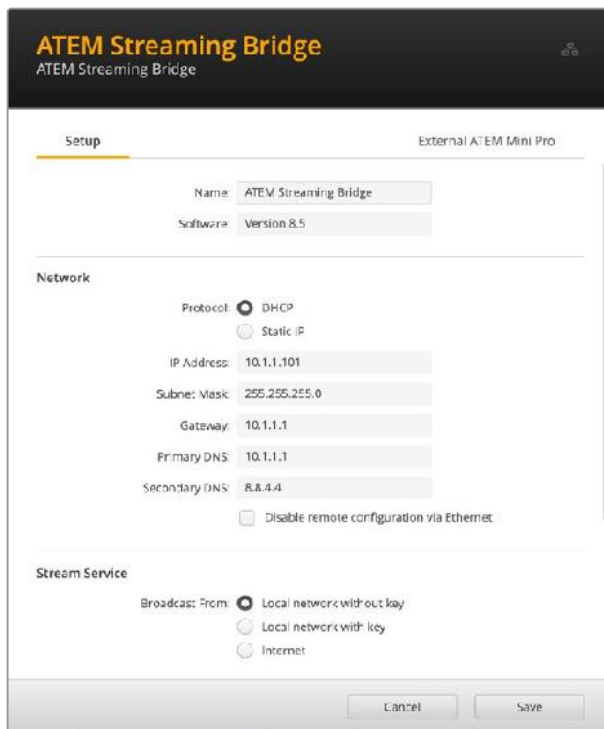 ATEM Streaming Bridge
ATEM Streaming Bridge
Setup
External ATEM Mini Pro
Name: ATEM Streaming Bridge
Software: Version 8.5
Network
Protocol: DHCP
Static IP
IP Address: 10.1.1.101
Subnet Mask: 255.255.255.0
Gateway: 10.1.1.1
Primary DNS: 10.1.1.1
Secondary DNS: 8.8.4.4
Disable remote configuration via Ethernet
Stream Service
Broadcast From: Local network without key
Local network with key
Internet
Cancel
Save